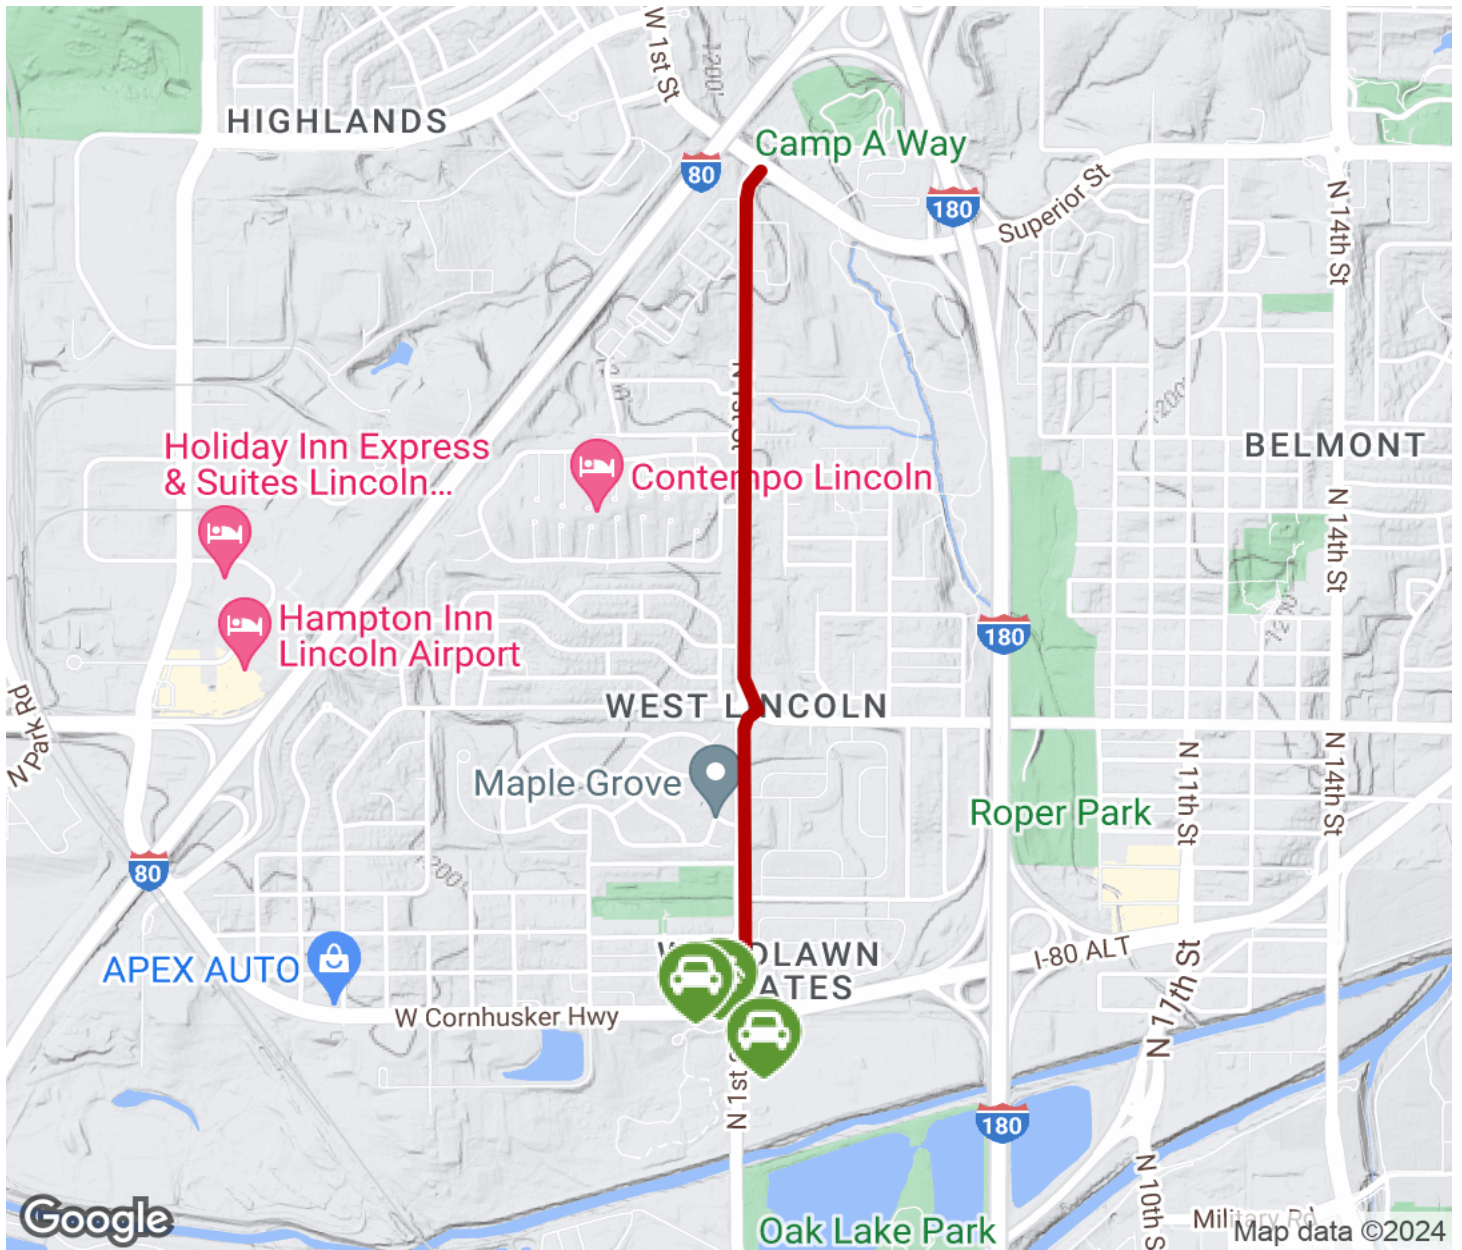 W 1st St
1200'
HIGHLANDS
Camp A Way
80
180
Superior St
N 14th St
N 1st St
Holiday Inn Express
& Suites Lincoln...
Contempo Lincoln
BELMONT
N 14th St
Hampton Inn
Lincoln Airport
180
WEST LINCOLN
N Park Rd
Maple Grove
Roper Park
N 11th St
N 14th St
80
1200
APEX AUTO
I-80 ALT
W Cornhusker Hwy
N 17th St
N 1st
180
N 10th S
Oak Lake Park
Google
Map data ©2024